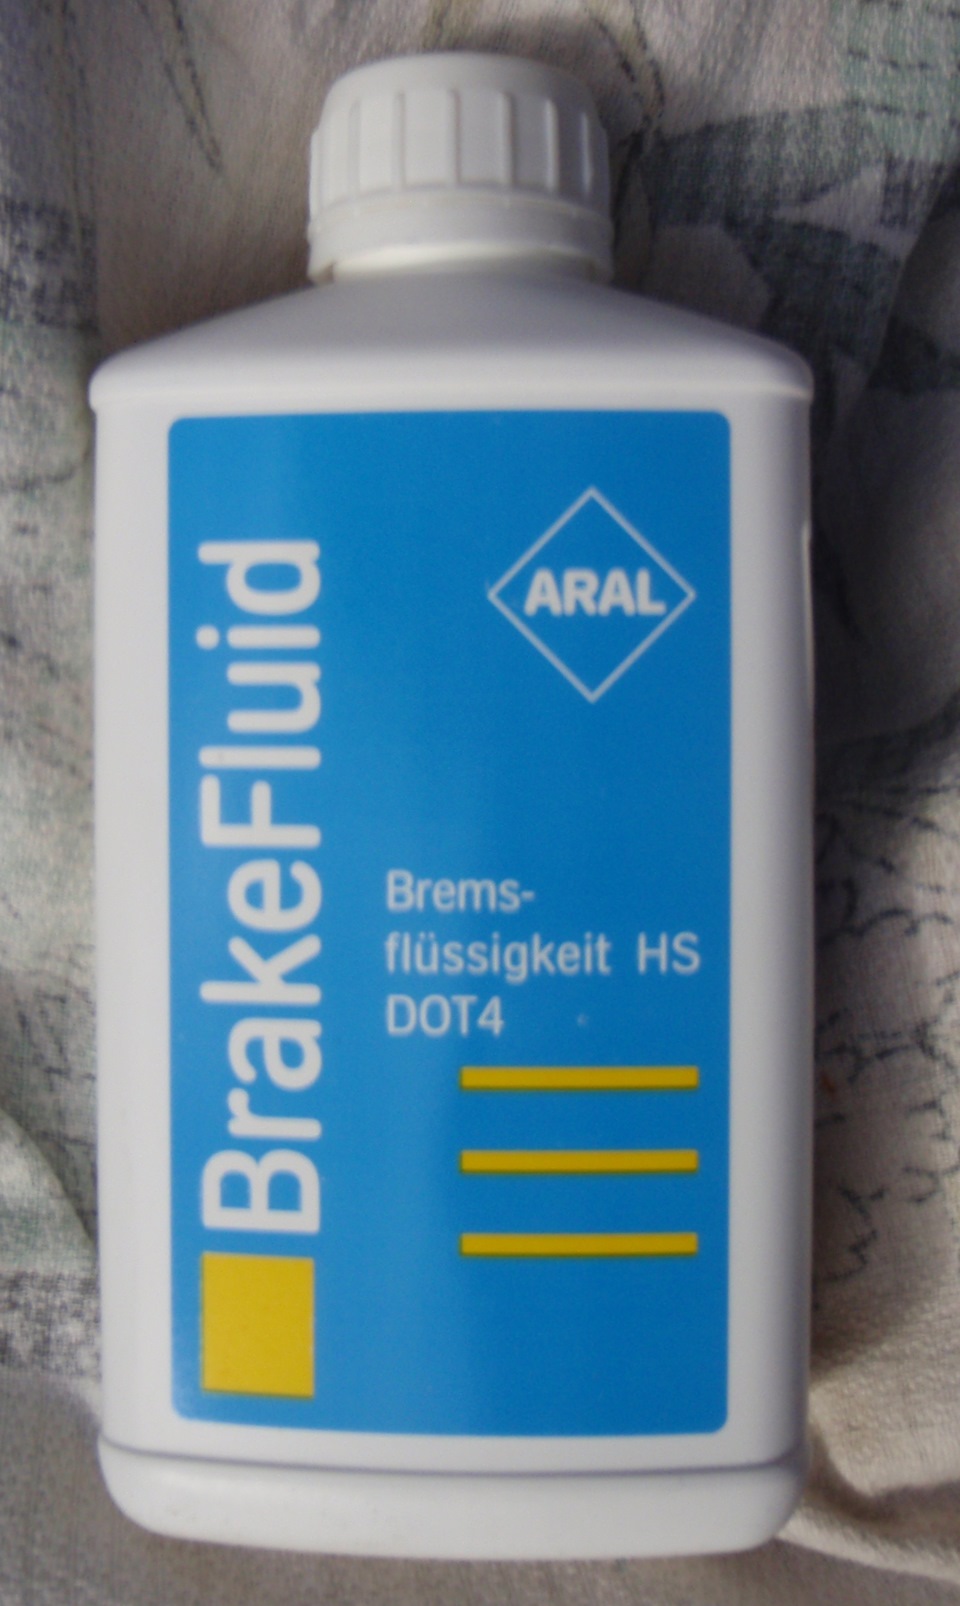 ARAL
BrakeFluid
Brems-
flüssigkeit HS
DOT4